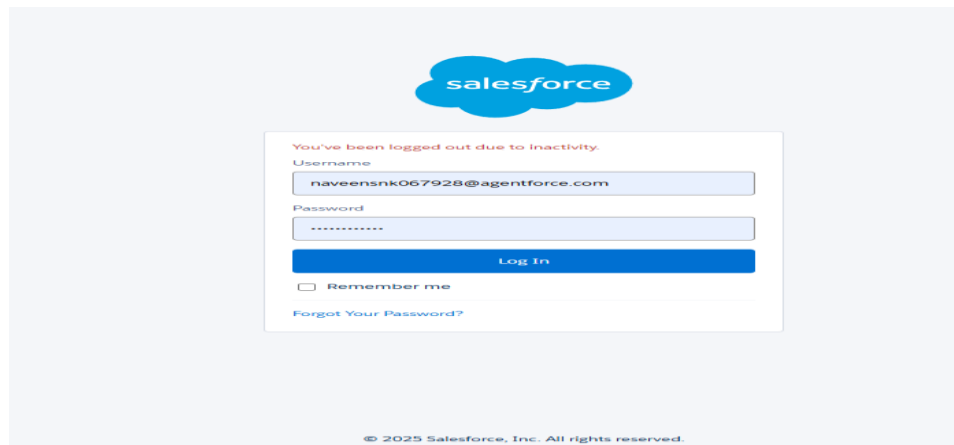 salesforce
You've been logged out due to inactivity.
Username
naveensnk067928@agentforce.com
Password
••••••••••••
Log In
Remember me
Forgot Your Password?
© 2025 Salesforce, Inc. All rights reserved.